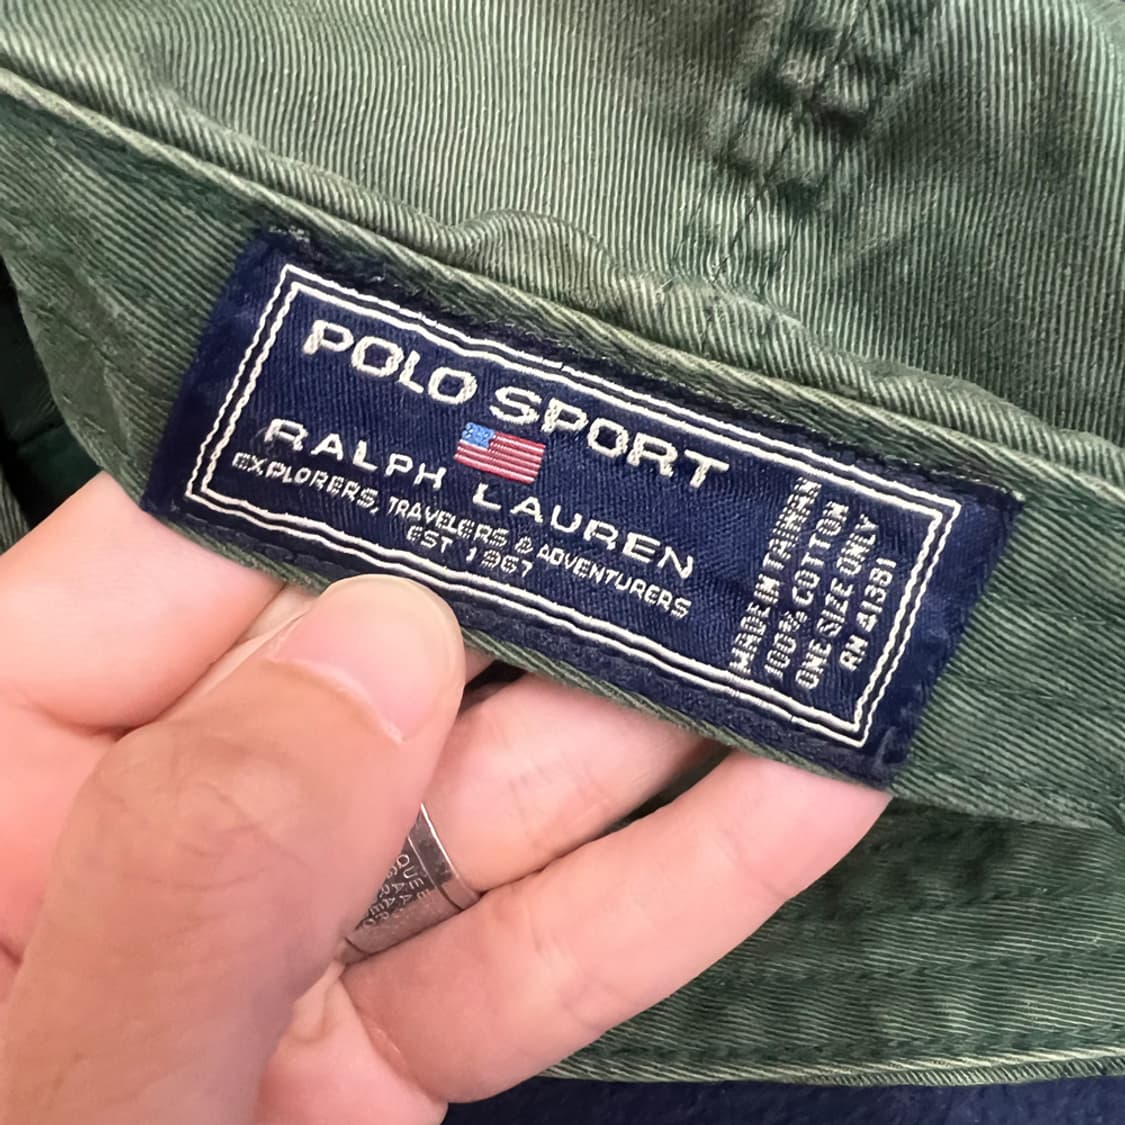 POLO SPORT
RALPH LAUREN
EXPLORERS, TRAVELERS & ADVENTURERS
EST 1967
MADE IN TAIWAN
100% COTTON
ONE SIZE ONLY
RN 41381